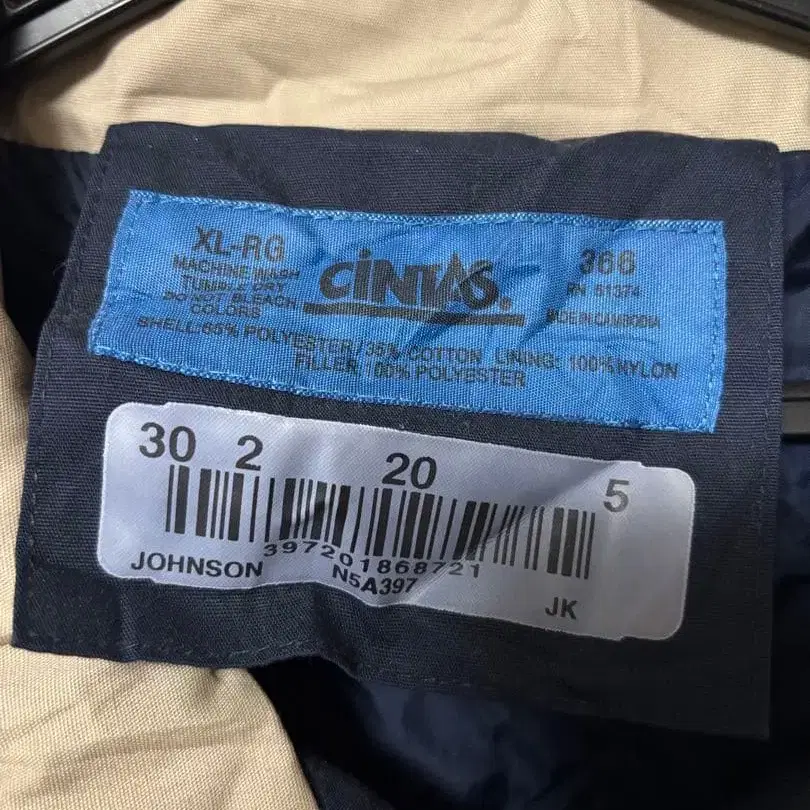 XL-RG
MACHINE WASH
TUMBLE DRY
DO NOT BLEACH
COLORS
CINTAS®
366
RN 61374
MADE IN CAMBODIA
SHELL:65% POLYESTER/35% COTTON LINING: 100% NYLON
FILLER 100% POLYESTER
30 2 20 5
397201868721
JOHNSON N5A397 JK